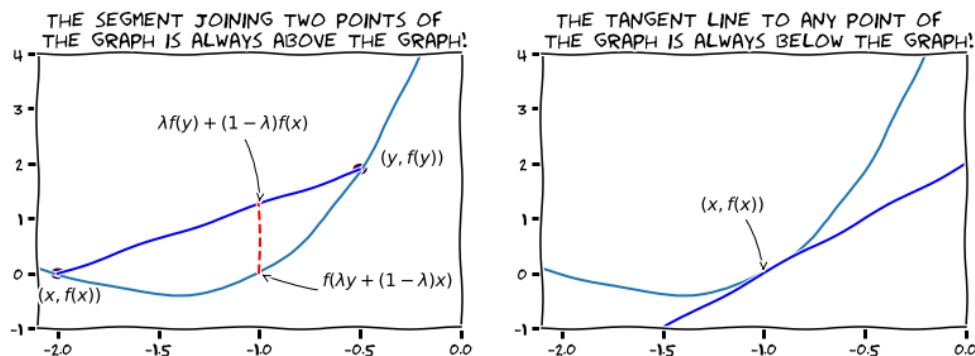 THE SEGMENT JOINING TWO POINTS OF
THE GRAPH IS ALWAYS ABOVE THE GRAPH!
4
3
2
1
0
-1
-2.0
-1.5
-1.0
-0.5
0.0
λf(y) + (1 − λ)f(x)
(y, f(y))
(x, f(x))
f(λy + (1 − λ)x)
THE TANGENT LINE TO ANY POINT OF
THE GRAPH IS ALWAYS BELOW THE GRAPH!
4
3
2
1
0
-1
-2.0
-1.5
-1.0
-0.5
0.0
(x, f(x))